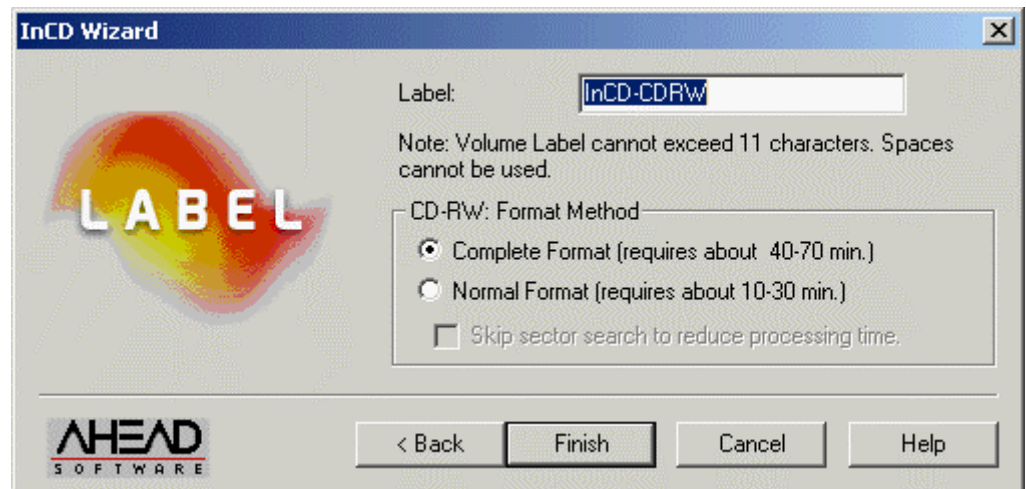 InCD Wizard
LABEL
Label:
InCD-CDRW
Note: Volume Label cannot exceed 11 characters. Spaces
cannot be used.
CD-RW: Format Method
Complete Format (requires about  40-70 min.)
Normal Format (requires about 10-30 min.)
Skip sector search to reduce processing time.
AHEAD
SOFTWARE
< Back
Finish
Cancel
Help